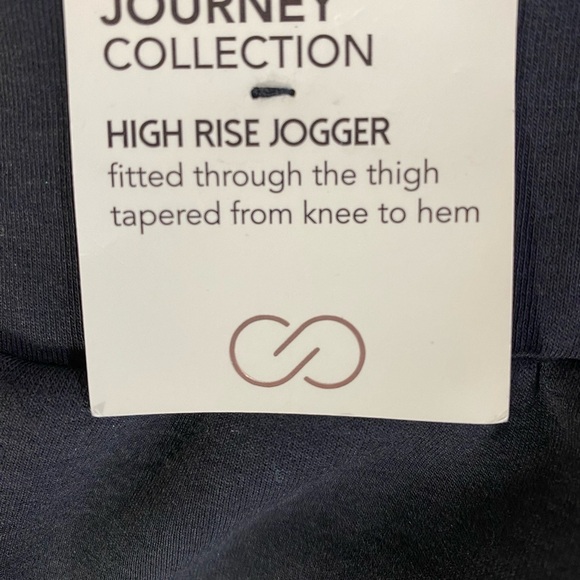 JOURNEY
COLLECTION
HIGH RISE JOGGER
fitted through the thigh
tapered from knee to hem